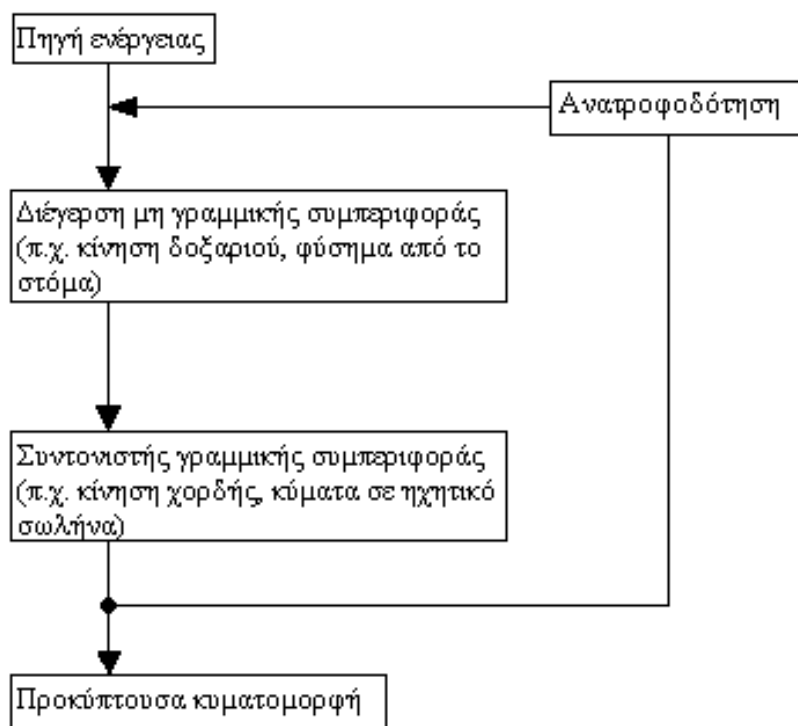 Πηγή ενέργειας
Ανατροφοδότηση
Διέγερση μη γραμμικής συμπεριφοράς
(π.χ. κίνηση δοξαριού, φύσημα από το
στόμα)
Συντονιστής γραμμικής συμπεριφοράς
(π.χ. κίνηση χορδής, κύματα σε ηχητικό
σωλήνα)
Προκύπτουσα κυματομορφή